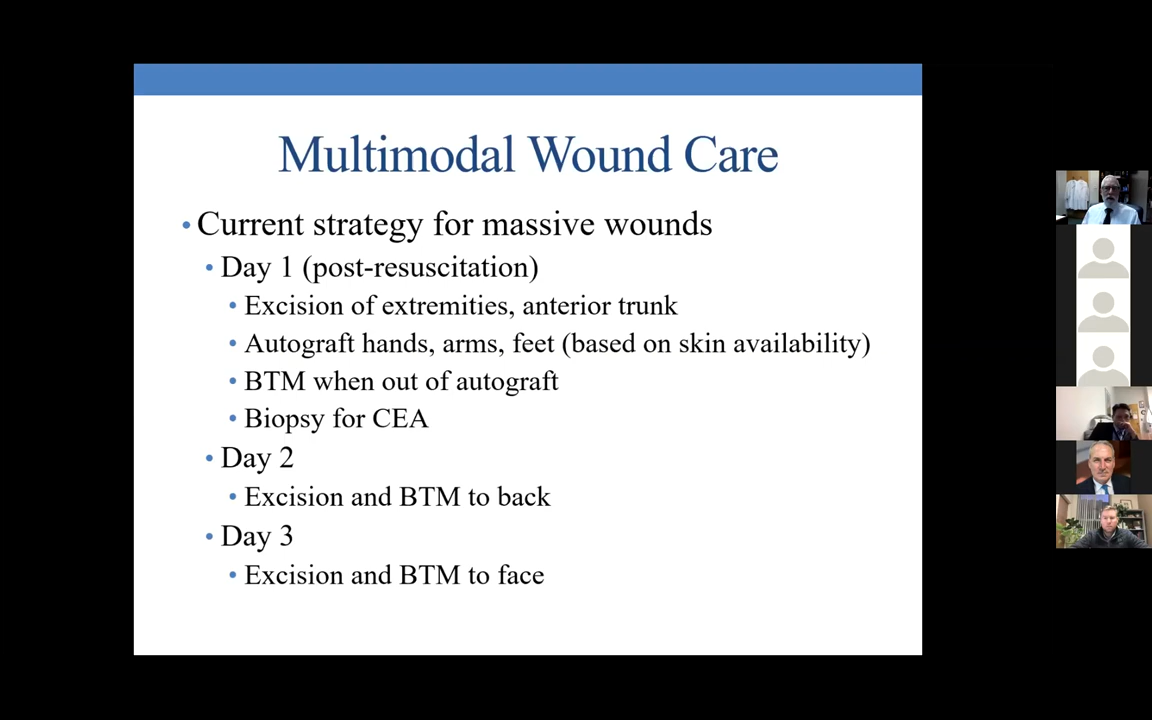 Multimodal Wound Care
• Current strategy for massive wounds
• Day 1 (post-resuscitation)
• Excision of extremities, anterior trunk
• Autograft hands, arms, feet (based on skin availability)
• BTM when out of autograft
• Biopsy for CEA
• Day 2
• Excision and BTM to back
• Day 3
• Excision and BTM to face